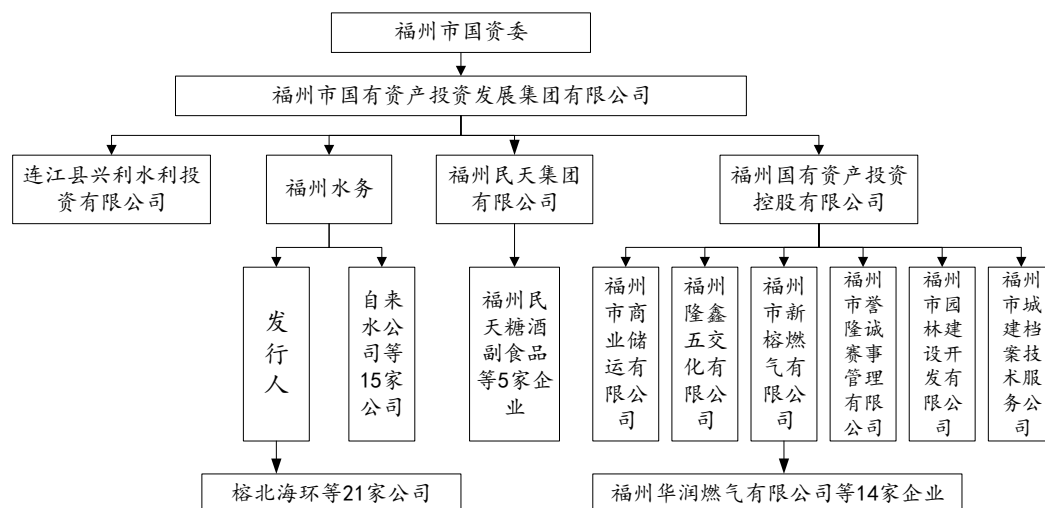 福州市国资委
福州市国有资产投资发展集团有限公司
连江县兴利水利投
资有限公司
福州水务
福州民天集团
有限公司
福州国有资产投资
控股有限公司
发
行
人
自来
水公
司等
15家
公司
福州民
天糖酒
副食品
等5家企
业
福州
市商
业储
运有
限公
司
福州
隆鑫
五交
化有
限公
司
福州
市新
榕燃
气有
限公
司
福州
市誉
隆诚
赛事
管理
有限
公司
福州
市园
林建
设开
发有
限公
司
福州
市城
建档
案技
术服
务公
司
榕北海环等21家公司
福州华润燃气有限公司等14家企业